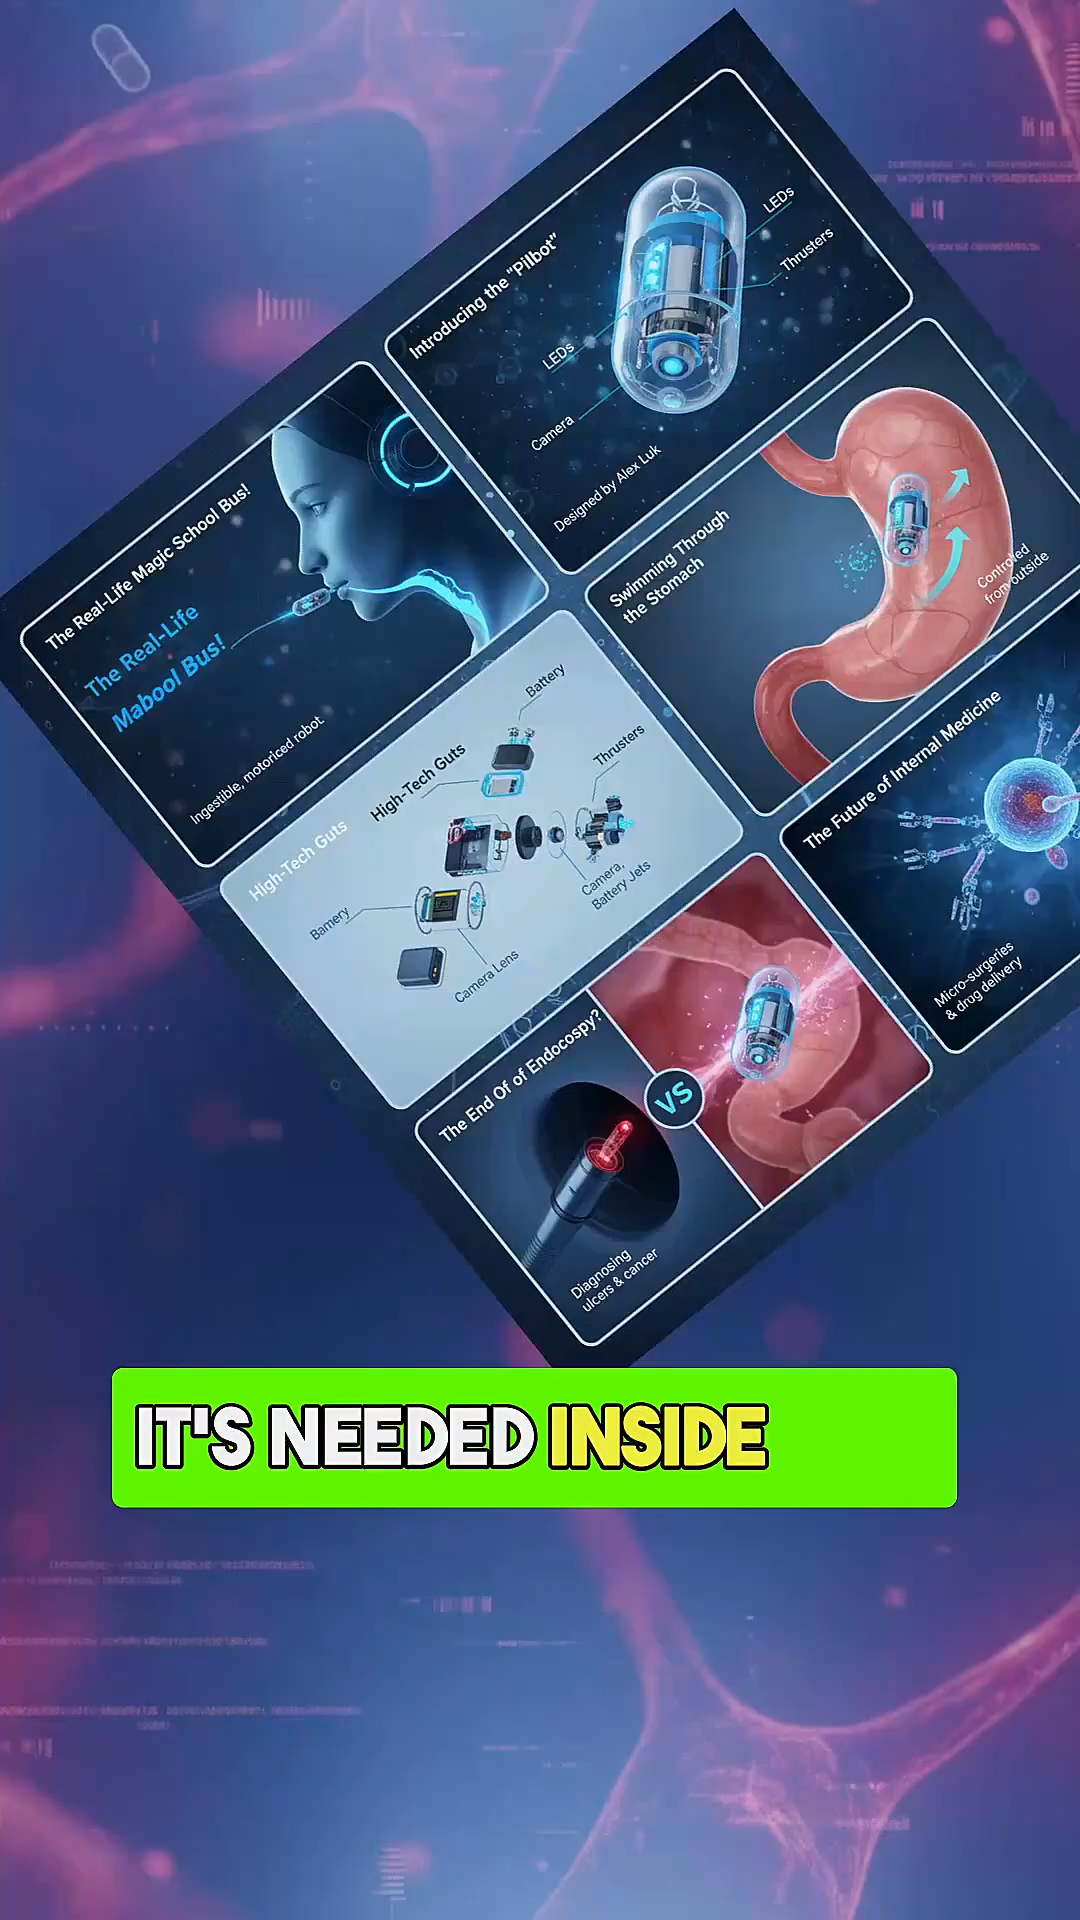 The Real-Life Magic School Bus!
The Real-Life
Mabool Bus!
Ingestible, motoriced robot
Introducing the "Pilbot"
LEDs
Thrusters
LEDs
Camera
Designed by Alex Luk
High-Tech Guts
High-Tech Guts
Battery
Thrusters
Camera,
Battery Jets
Bamery
Camera Lens
Swimming Through
the Stomach
Controled
from outside
The End Of of Endocospy?
VS
Diagnosing
ulcers & cancer
The Future of Internal Medicine
Micro-surgeries
& drug delivery
IT'S NEEDED INSIDE